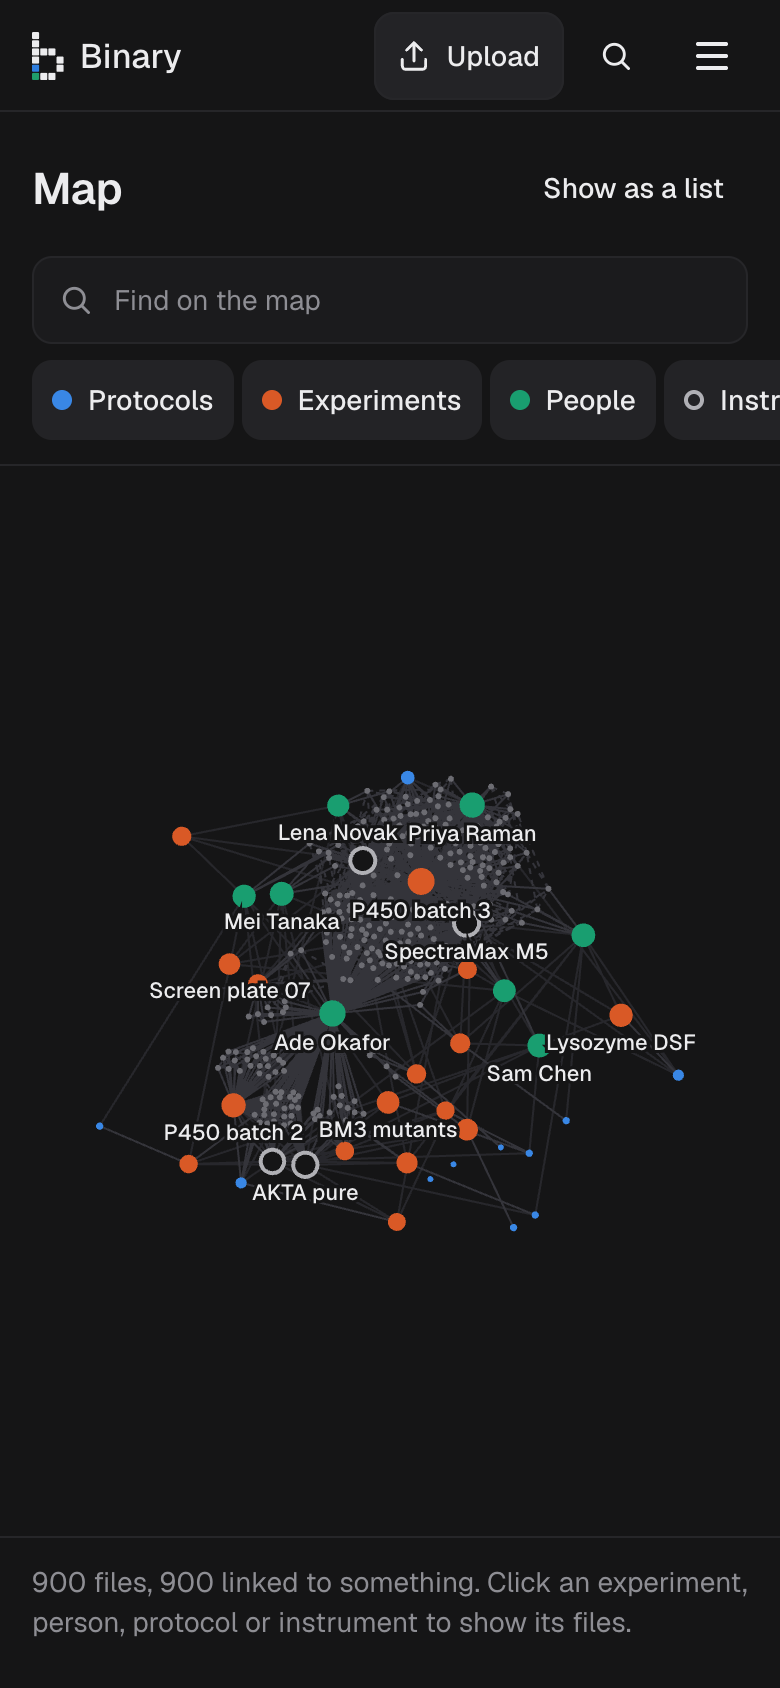 Binary
Upload
Map
Show as a list
Find on the map
Protocols
Experiments
People
Instr
Lena Novak
Priya Raman
P450 batch 3
Mei Tanaka
SpectraMax M5
Screen plate 07
Ade Okafor
Lysozyme DSF
Sam Chen
P450 batch 2
BM3 mutants
AKTA pure
900 files, 900 linked to something. Click an experiment,
person, protocol or instrument to show its files.